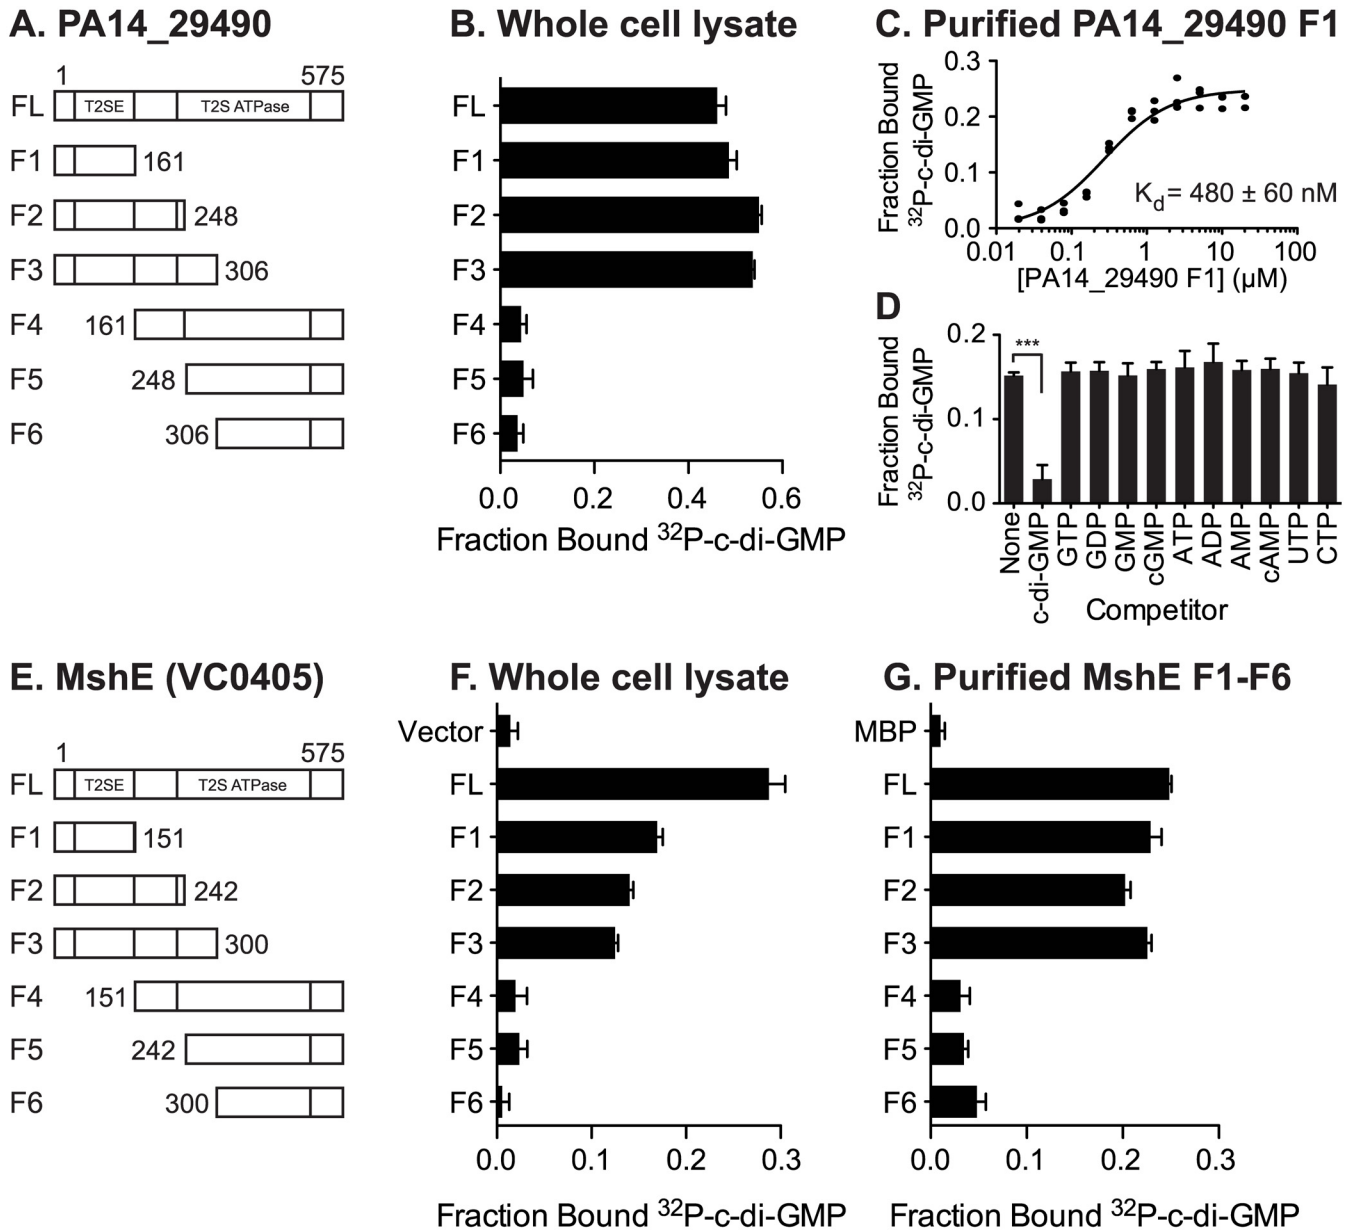 A. PA14_29490
1 575
FL T2SE T2S ATPase
F1 161
F2 248
F3 306
F4 161
F5 248
F6 306
B. Whole cell lysate
FL
F1
F2
F3
F4
F5
F6
0.0 0.2 0.4 0.6
Fraction Bound ³²P-c-di-GMP
C. Purified PA14_29490 F1
Fraction Bound
³²P-c-di-GMP
0.3
0.2
0.1
0.0
K_d = 480 ± 60 nM
0.01 0.1 1 10 100
[PA14_29490 F1] (µM)
D
Fraction Bound
³²P-c-di-GMP
0.2
0.1
0.0
***
None
c-di-GMP
GTP
GDP
GMP
cGMP
ATP
ADP
AMP
cAMP
UTP
CTP
Competitor
E. MshE (VC0405)
1 575
FL T2SE T2S ATPase
F1 151
F2 242
F3 300
F4 151
F5 242
F6 300
F. Whole cell lysate
Vector
FL
F1
F2
F3
F4
F5
F6
0.0 0.1 0.2 0.3
Fraction Bound ³²P-c-di-GMP
G. Purified MshE F1-F6
MBP
FL
F1
F2
F3
F4
F5
F6
0.0 0.1 0.2 0.3
Fraction Bound ³²P-c-di-GMP